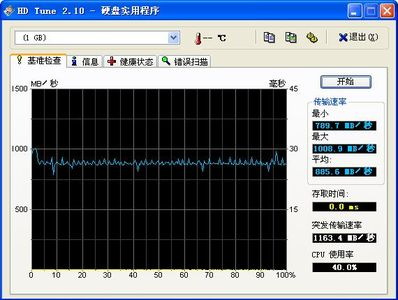 HD Tune 2.10 - 硬盘实用程序
(1 GB)
-- ℃
退出(X)
基准检查 信息 健康状态 错误扫描
开始
MB/秒 毫秒
1500 45
1000 30
500 15
0 10 20 30 40 50 60 70 80 90 100%
传输速率
最小
789.7 MB/秒
最大
1008.9 MB/秒
平均:
885.6 MB/秒
存取时间:
0.0 ms
突发传输速率
1163.4 MB/秒
CPU 使用率
40.0%